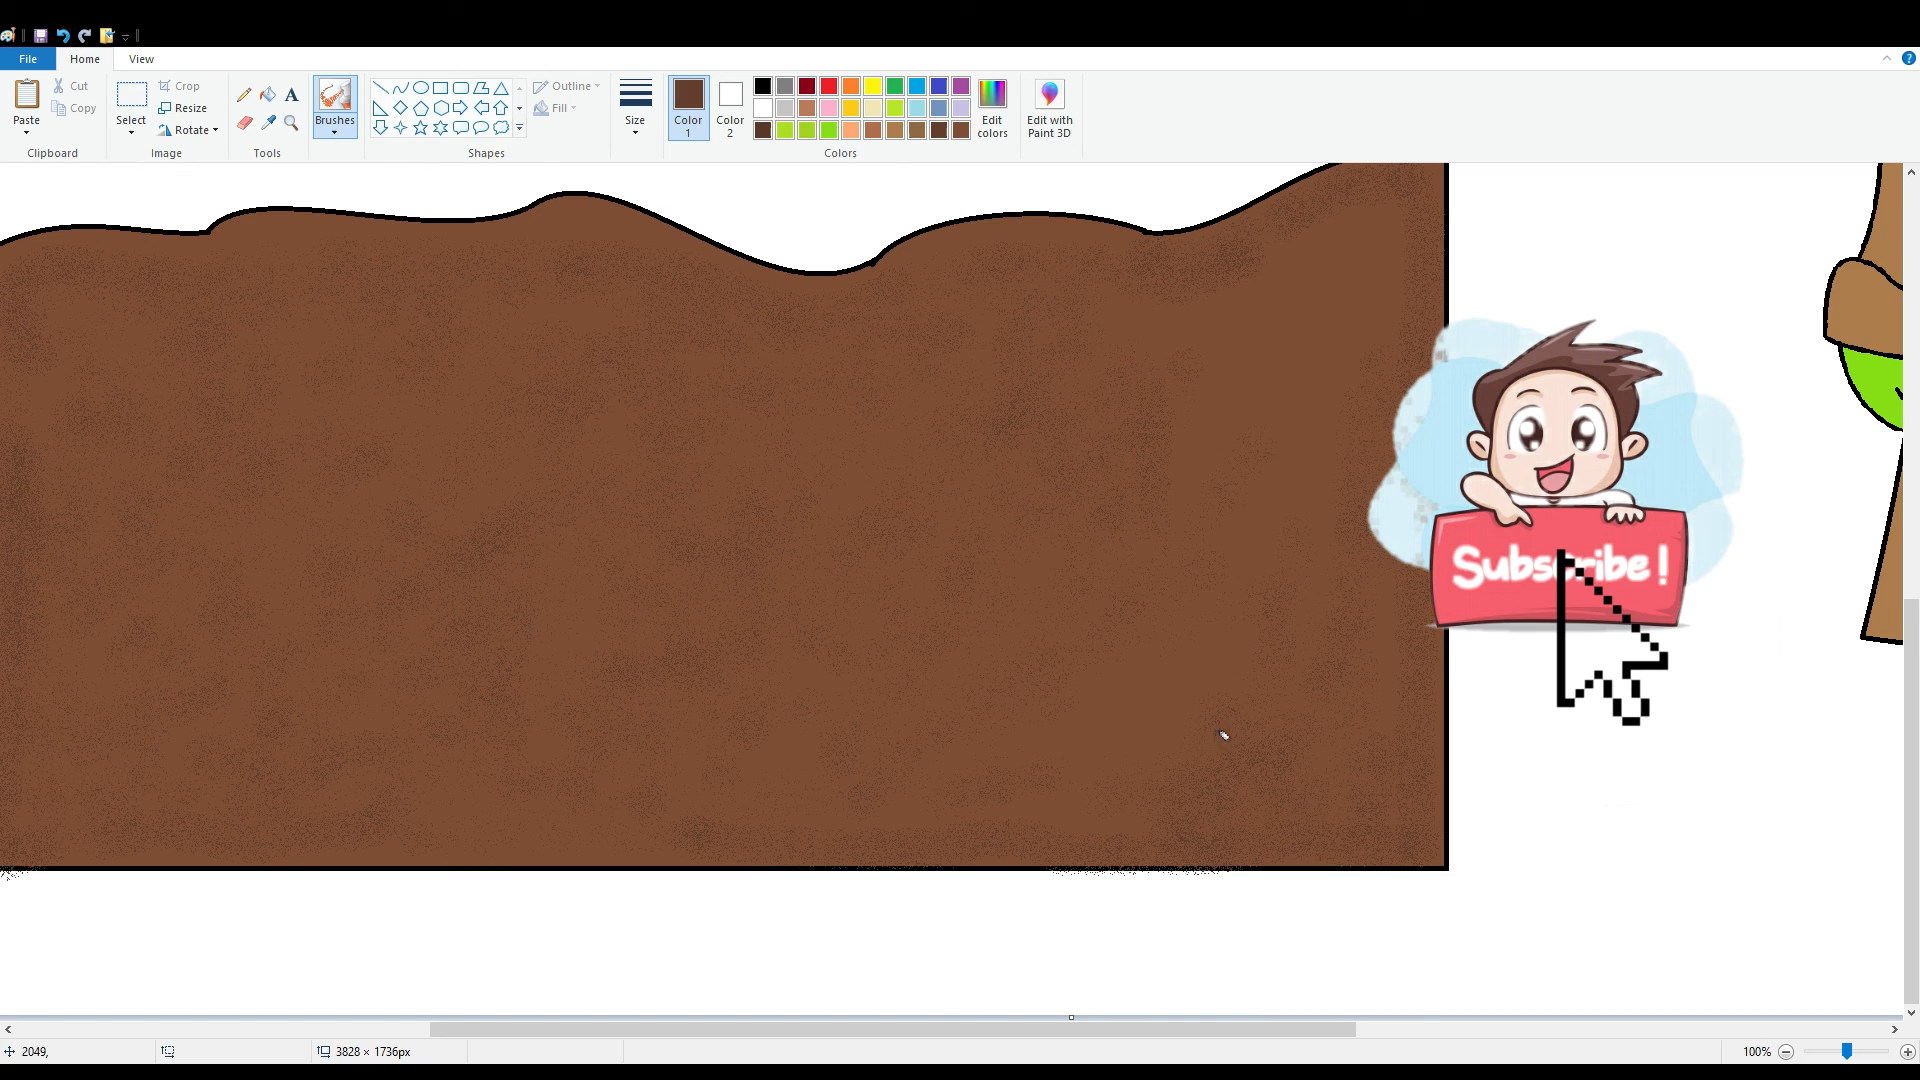 File Home View
Paste
Cut
Copy
Clipboard
Select
Crop
Resize
Rotate
Image
Tools
Brushes
Shapes
Outline
Fill
Size
Color 1
Color 2
Edit colors
Colors
Edit with Paint 3D
Subscribe !
2049,
3828 × 1736px
100%